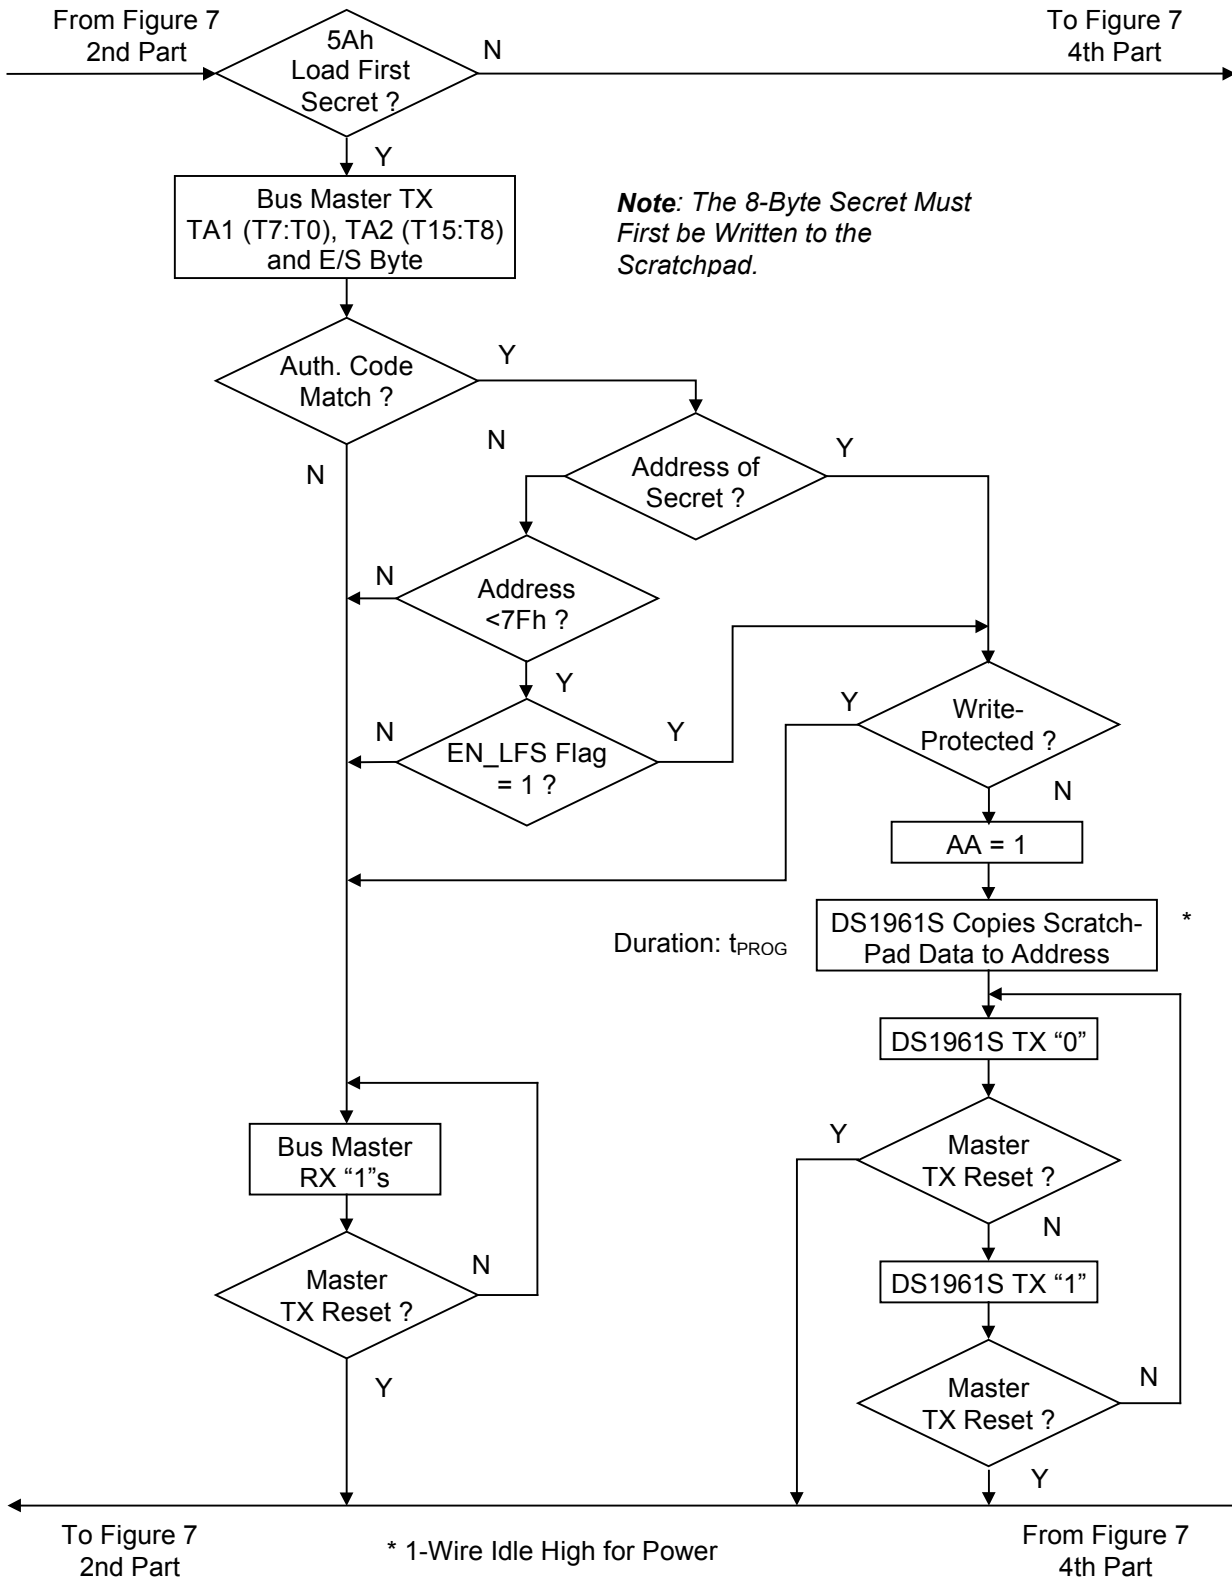 From Figure 7
2nd Part
5Ah
Load First
Secret ?
N
To Figure 7
4th Part
Y
Bus Master TX
TA1 (T7:T0), TA2 (T15:T8)
and E/S Byte
Note: The 8-Byte Secret Must
First be Written to the
Scratchpad.
Auth. Code
Match ?
Y
N
N
Address of
Secret ?
Y
N
Address
<7Fh ?
Y
N
EN_LFS Flag
= 1 ?
Y
Y
Write-
Protected ?
N
AA = 1
Duration: tPROG
DS1961S Copies Scratch-
Pad Data to Address
*
DS1961S TX “0”
Y
Master
TX Reset ?
N
Bus Master
RX “1”s
DS1961S TX “1”
Master
TX Reset ?
N
Y
Master
TX Reset ?
N
Y
To Figure 7
2nd Part
* 1-Wire Idle High for Power
From Figure 7
4th Part